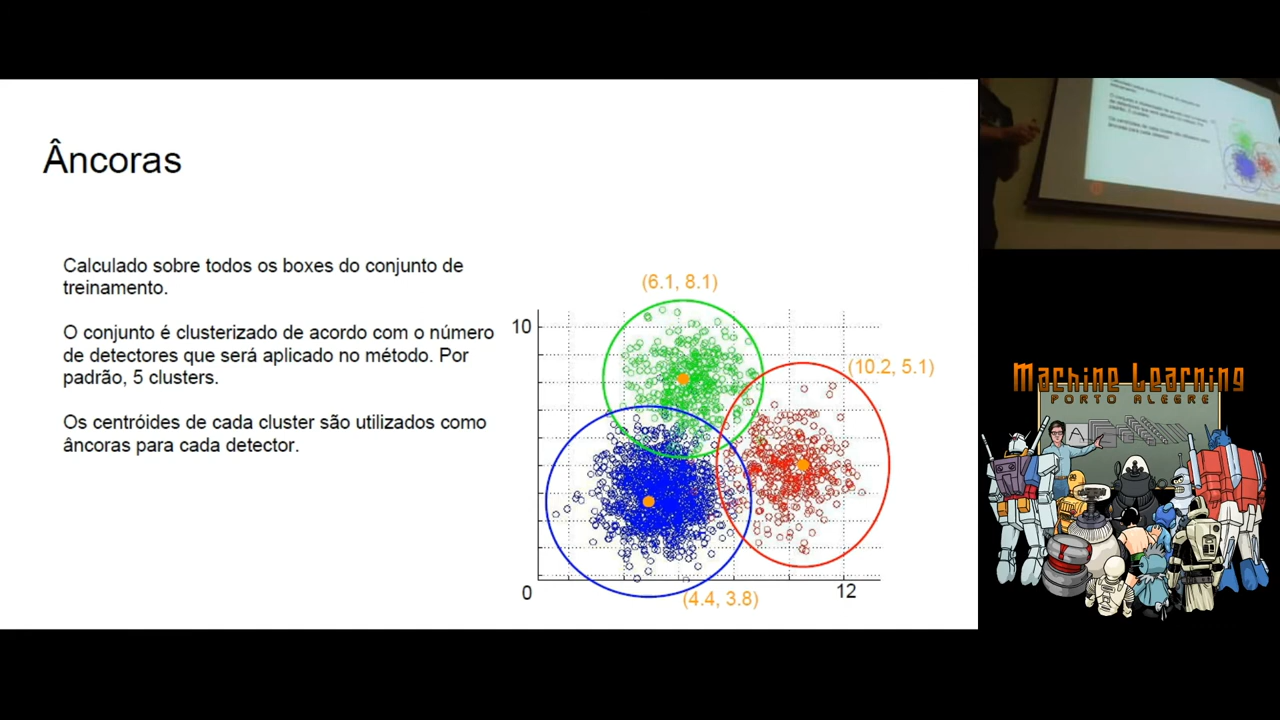 Âncoras
Calculado sobre todos os boxes do conjunto de
treinamento.
O conjunto é clusterizado de acordo com o número
de detectores que será aplicado no método. Por
padrão, 5 clusters.
Os centróides de cada cluster são utilizados como
âncoras para cada detector.
(6.1, 8.1)
10
(10.2, 5.1)
0
(4.4, 3.8)
12
Machine Learning
PORTO ALEGRE